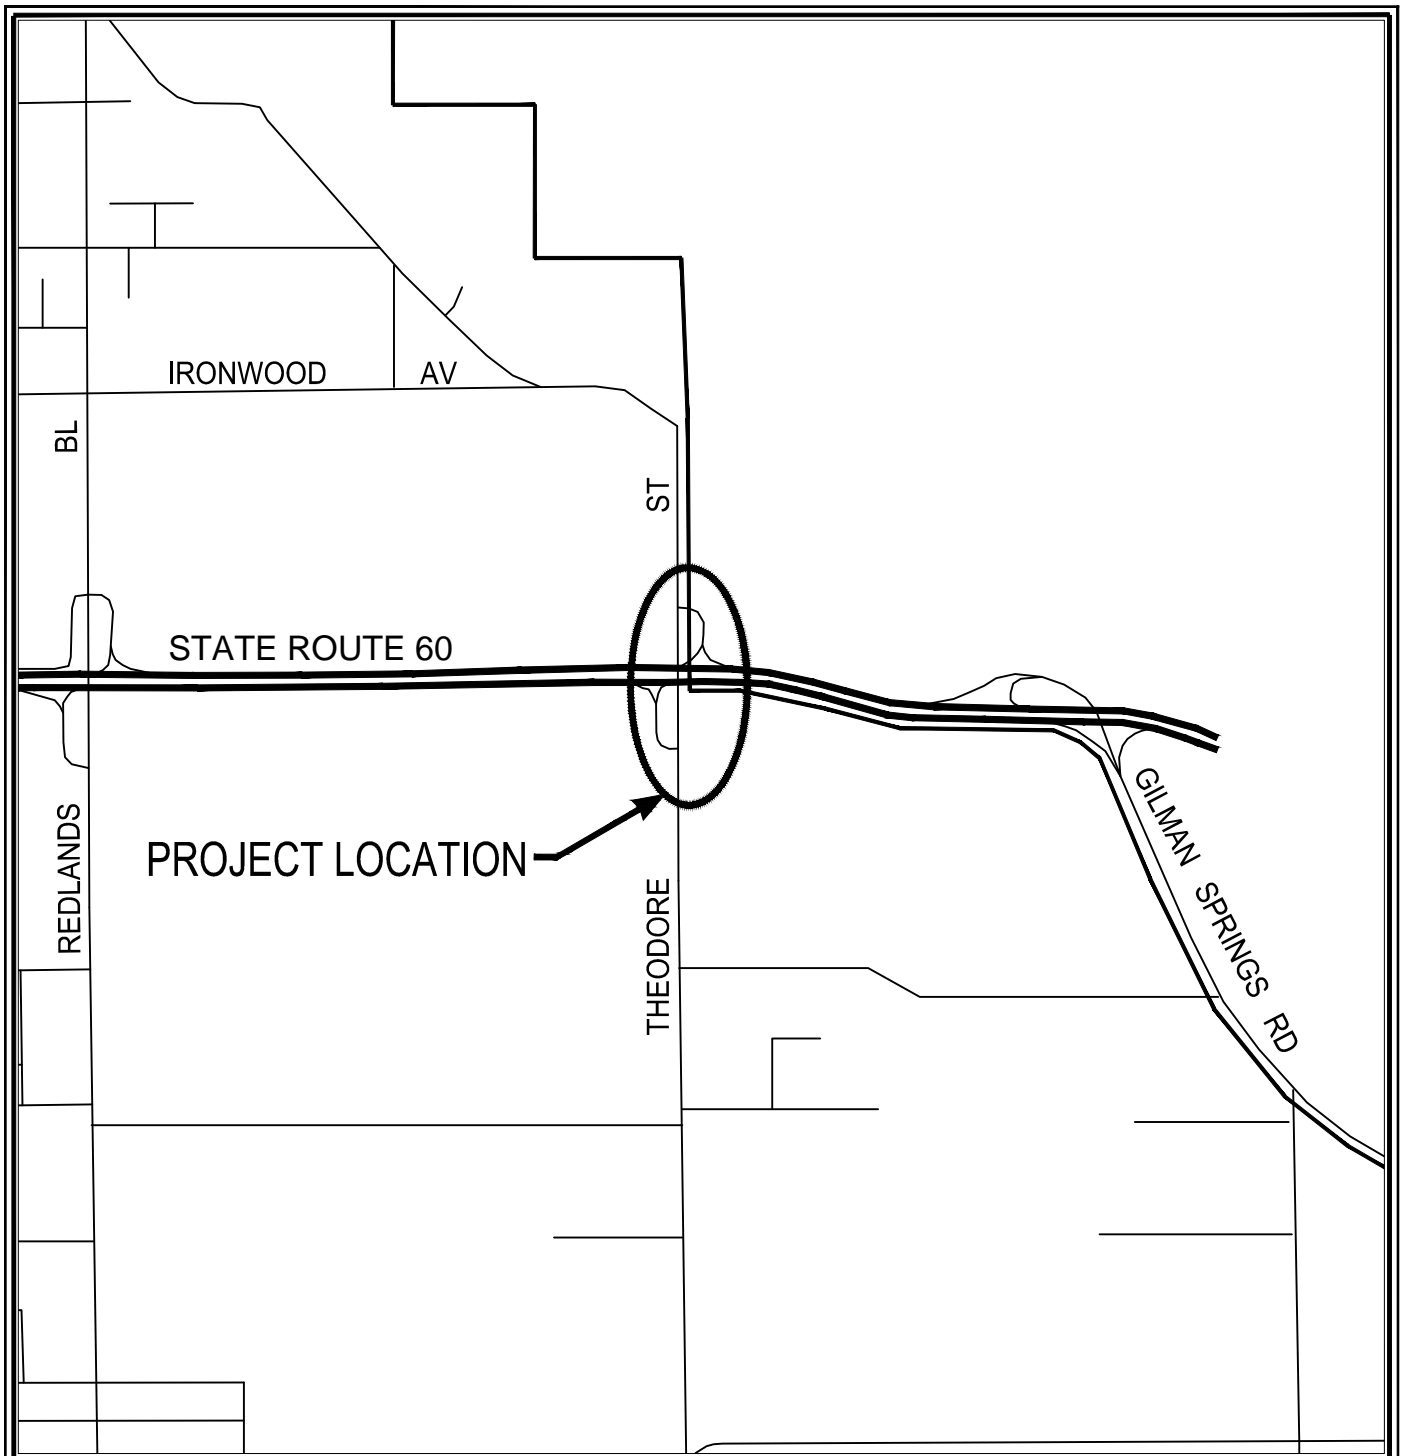 IRONWOOD AV
BL
ST
STATE ROUTE 60
PROJECT LOCATION
REDLANDS
THEODORE
GILMAN SPRINGS RD